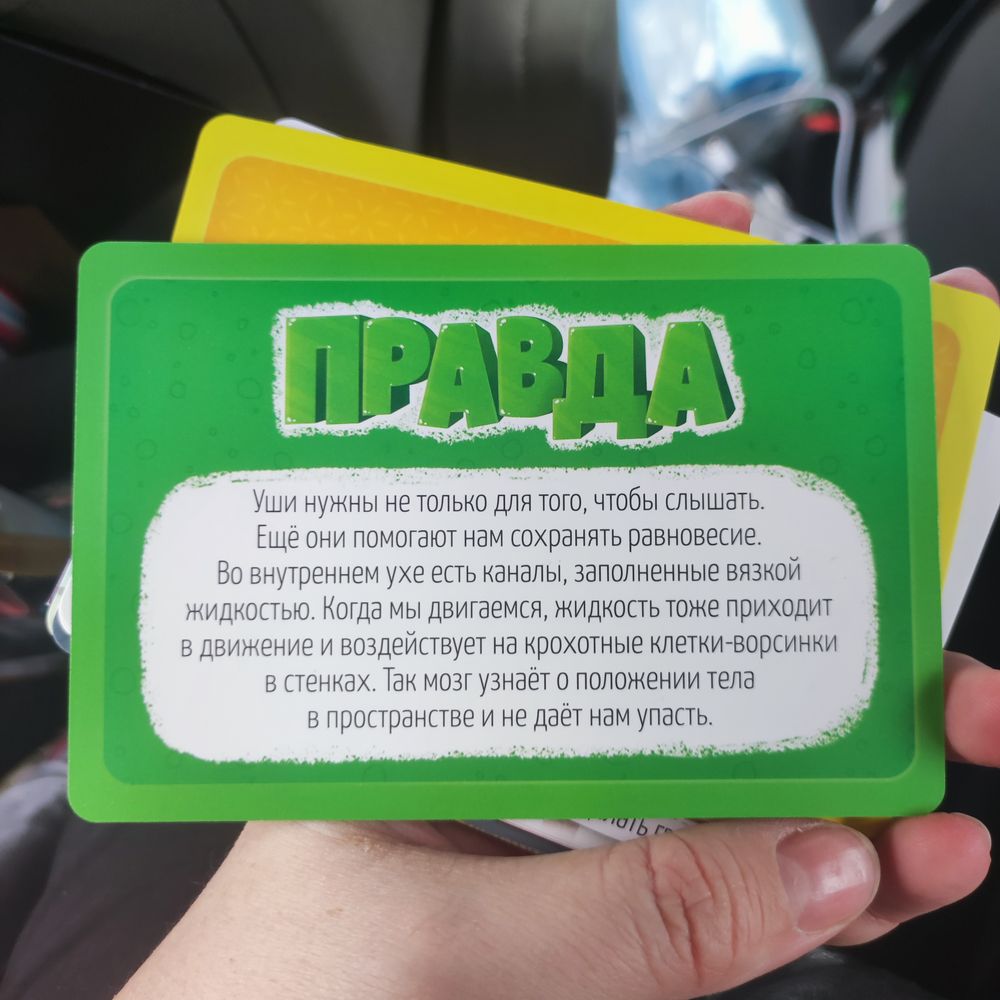 ПРАВДА
Уши нужны не только для того, чтобы слышать.
Ещё они помогают нам сохранять равновесие.
Во внутреннем ухе есть каналы, заполненные вязкой
жидкостью. Когда мы двигаемся, жидкость тоже приходит
в движение и воздействует на крохотные клетки-ворсинки
в стенках. Так мозг узнаёт о положении тела
в пространстве и не даёт нам упасть.